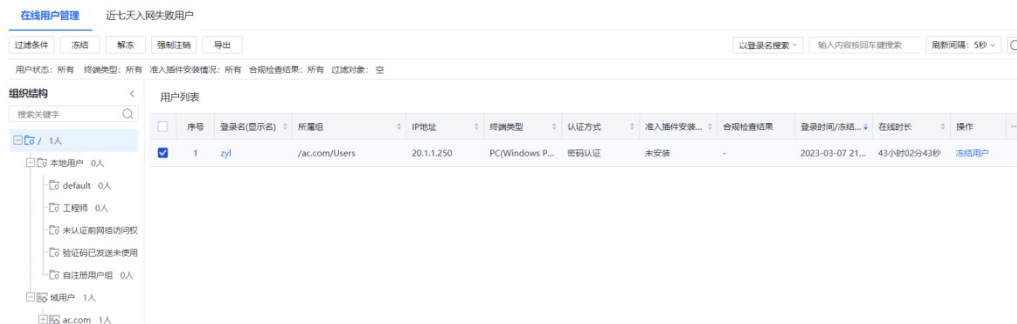 在线用户管理 近七天入网失败用户
过滤条件 冻结 解冻 强制注销 导出 以登录名搜索 输入内容按回车键搜索 刷新间隔：5秒
用户状态：所有 终端类型：所有 准入插件安装情况：所有 合规检查结果：所有 过滤对象：空
组织结构
搜索关键字
/ 1人
本地用户 0人
default 0人
工程师 0人
未认证前网络访问权
验证码已发送未使用
自注册用户组 0人
域用户 1人
ac.com 1人
用户列表
序号 登录名(显示名) 所属组 IP地址 终端类型 认证方式 准入插件安装... 合规检查结果 登录时间/冻结... 在线时长 操作
1 zyl /ac.com/Users 20.1.1.250 PC(Windows P... 密码认证 未安装 - 2023-03-07 21... 43小时02分43秒 冻结用户